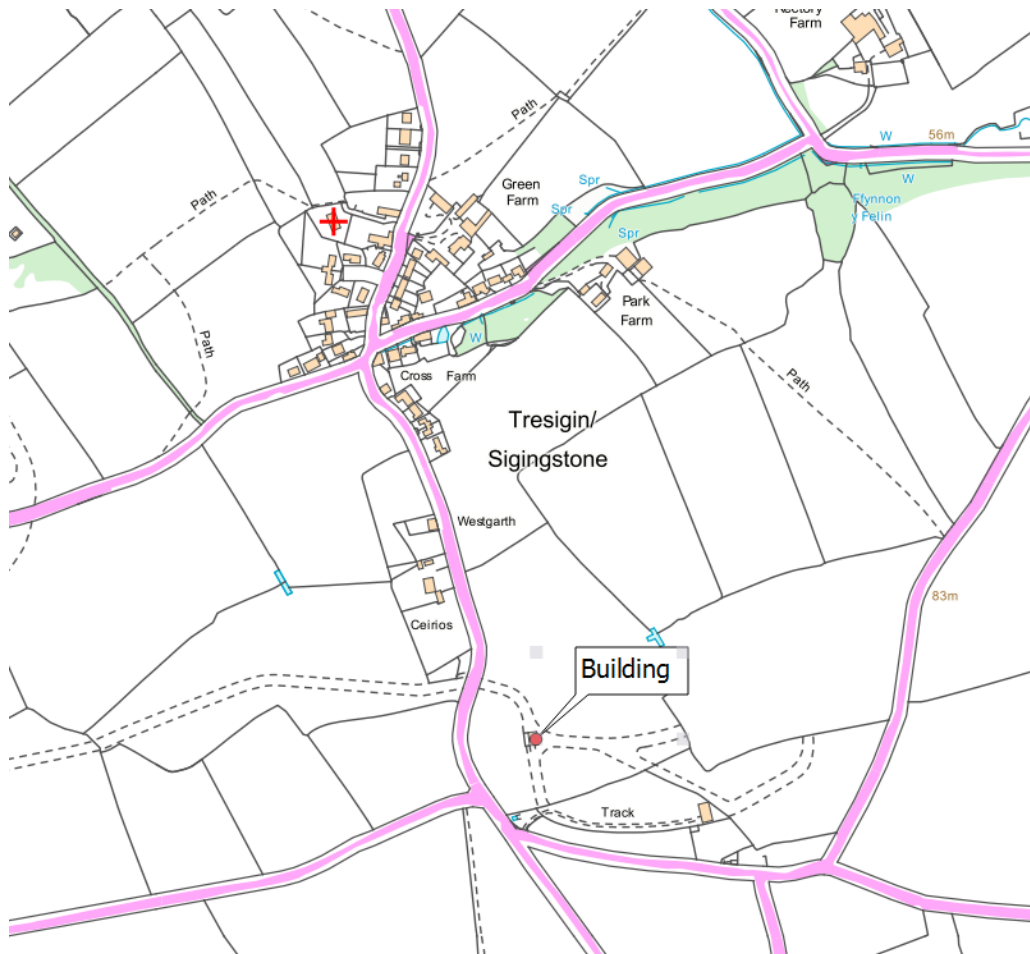 Rectory
Farm
Path
W
56m
Path
Green
Farm
Spr
Spr
Spr
W
Ffynnon
y Felin
Park
Farm
Path
W
Cross Farm
Path
Tresigin/
Sigingstone
Westgarth
83m
Ceirios
Building
Track